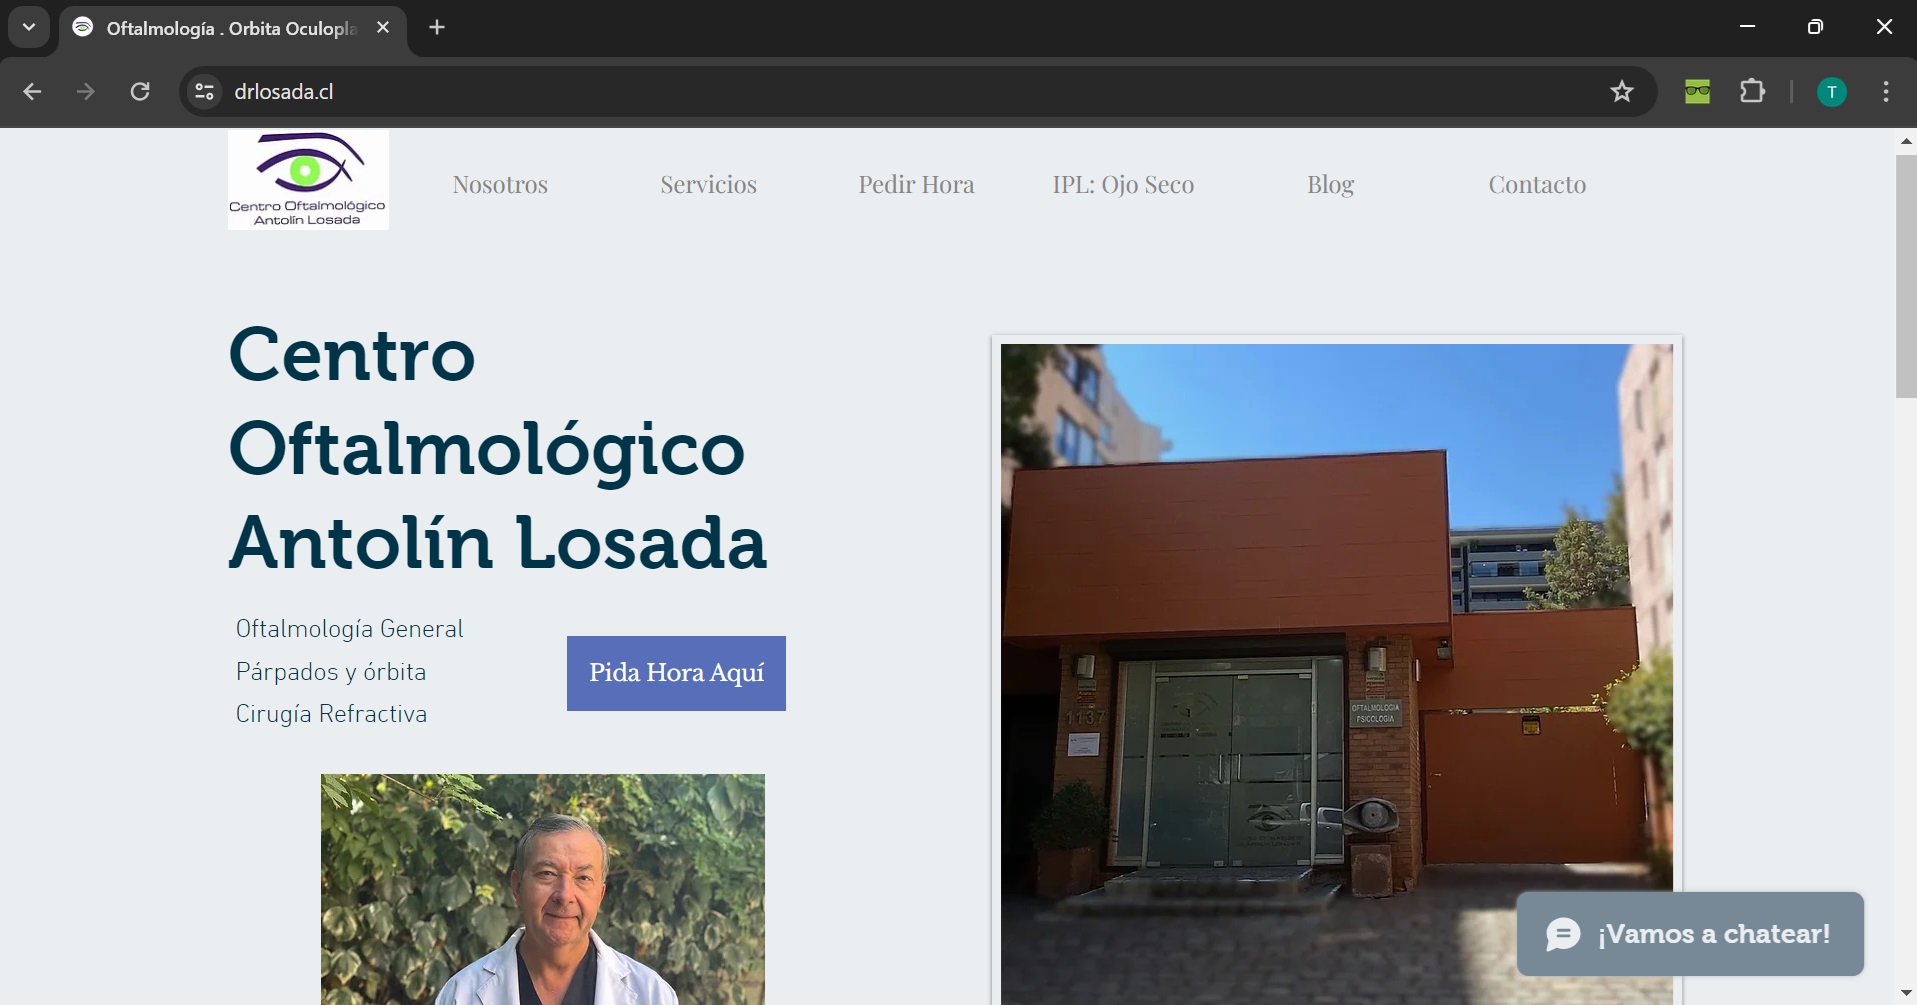 Oftalmología . Orbita Oculopla
drlosada.cl
T
Centro Oftalmológico
Antolín Losada
Nosotros
Servicios
Pedir Hora
IPL: Ojo Seco
Blog
Contacto
Centro
Oftalmológico
Antolín Losada
Oftalmología General
Párpados y órbita
Cirugía Refractiva
Pida Hora Aquí
1137
OFTALMOLOGIA
PSICOLOGIA
¡Vamos a chatear!